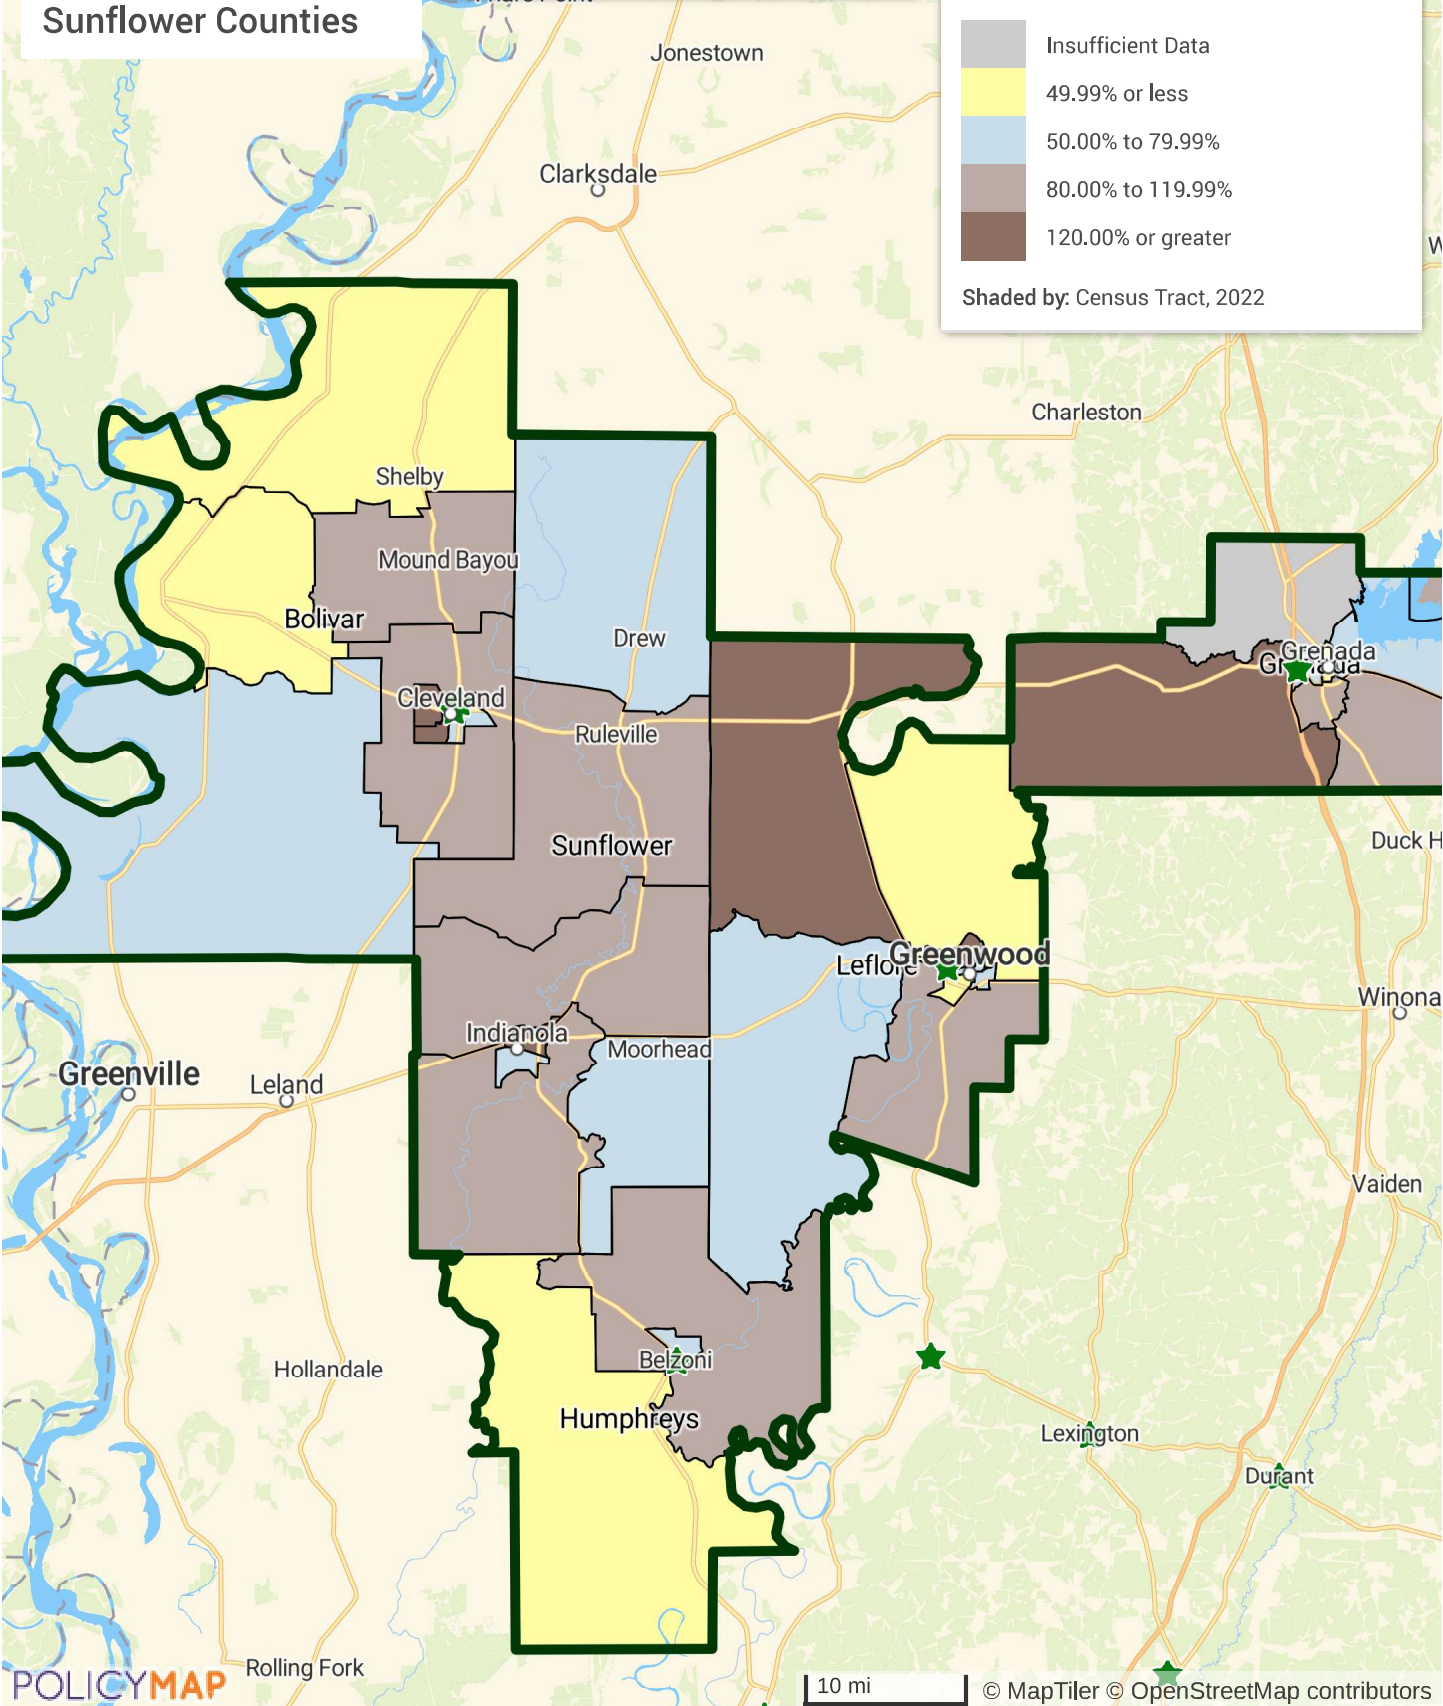 Sunflower Counties
Jonestown
Insufficient Data
49.99% or less
50.00% to 79.99%
80.00% to 119.99%
120.00% or greater
Shaded by: Census Tract, 2022
Clarksdale
Charleston
Shelby
Mound Bayou
Bolivar
Drew
Grenada
Grenada
Cleveland
Ruleville
Sunflower
Duck H
Greenwood
Leflore
Winona
Indianola
Moorhead
Greenville
Leland
Vaiden
Hollandale
Belzoni
Humphreys
Lexington
Durant
Rolling Fork
POLICYMAP
10 mi
© MapTiler © OpenStreetMap contributors